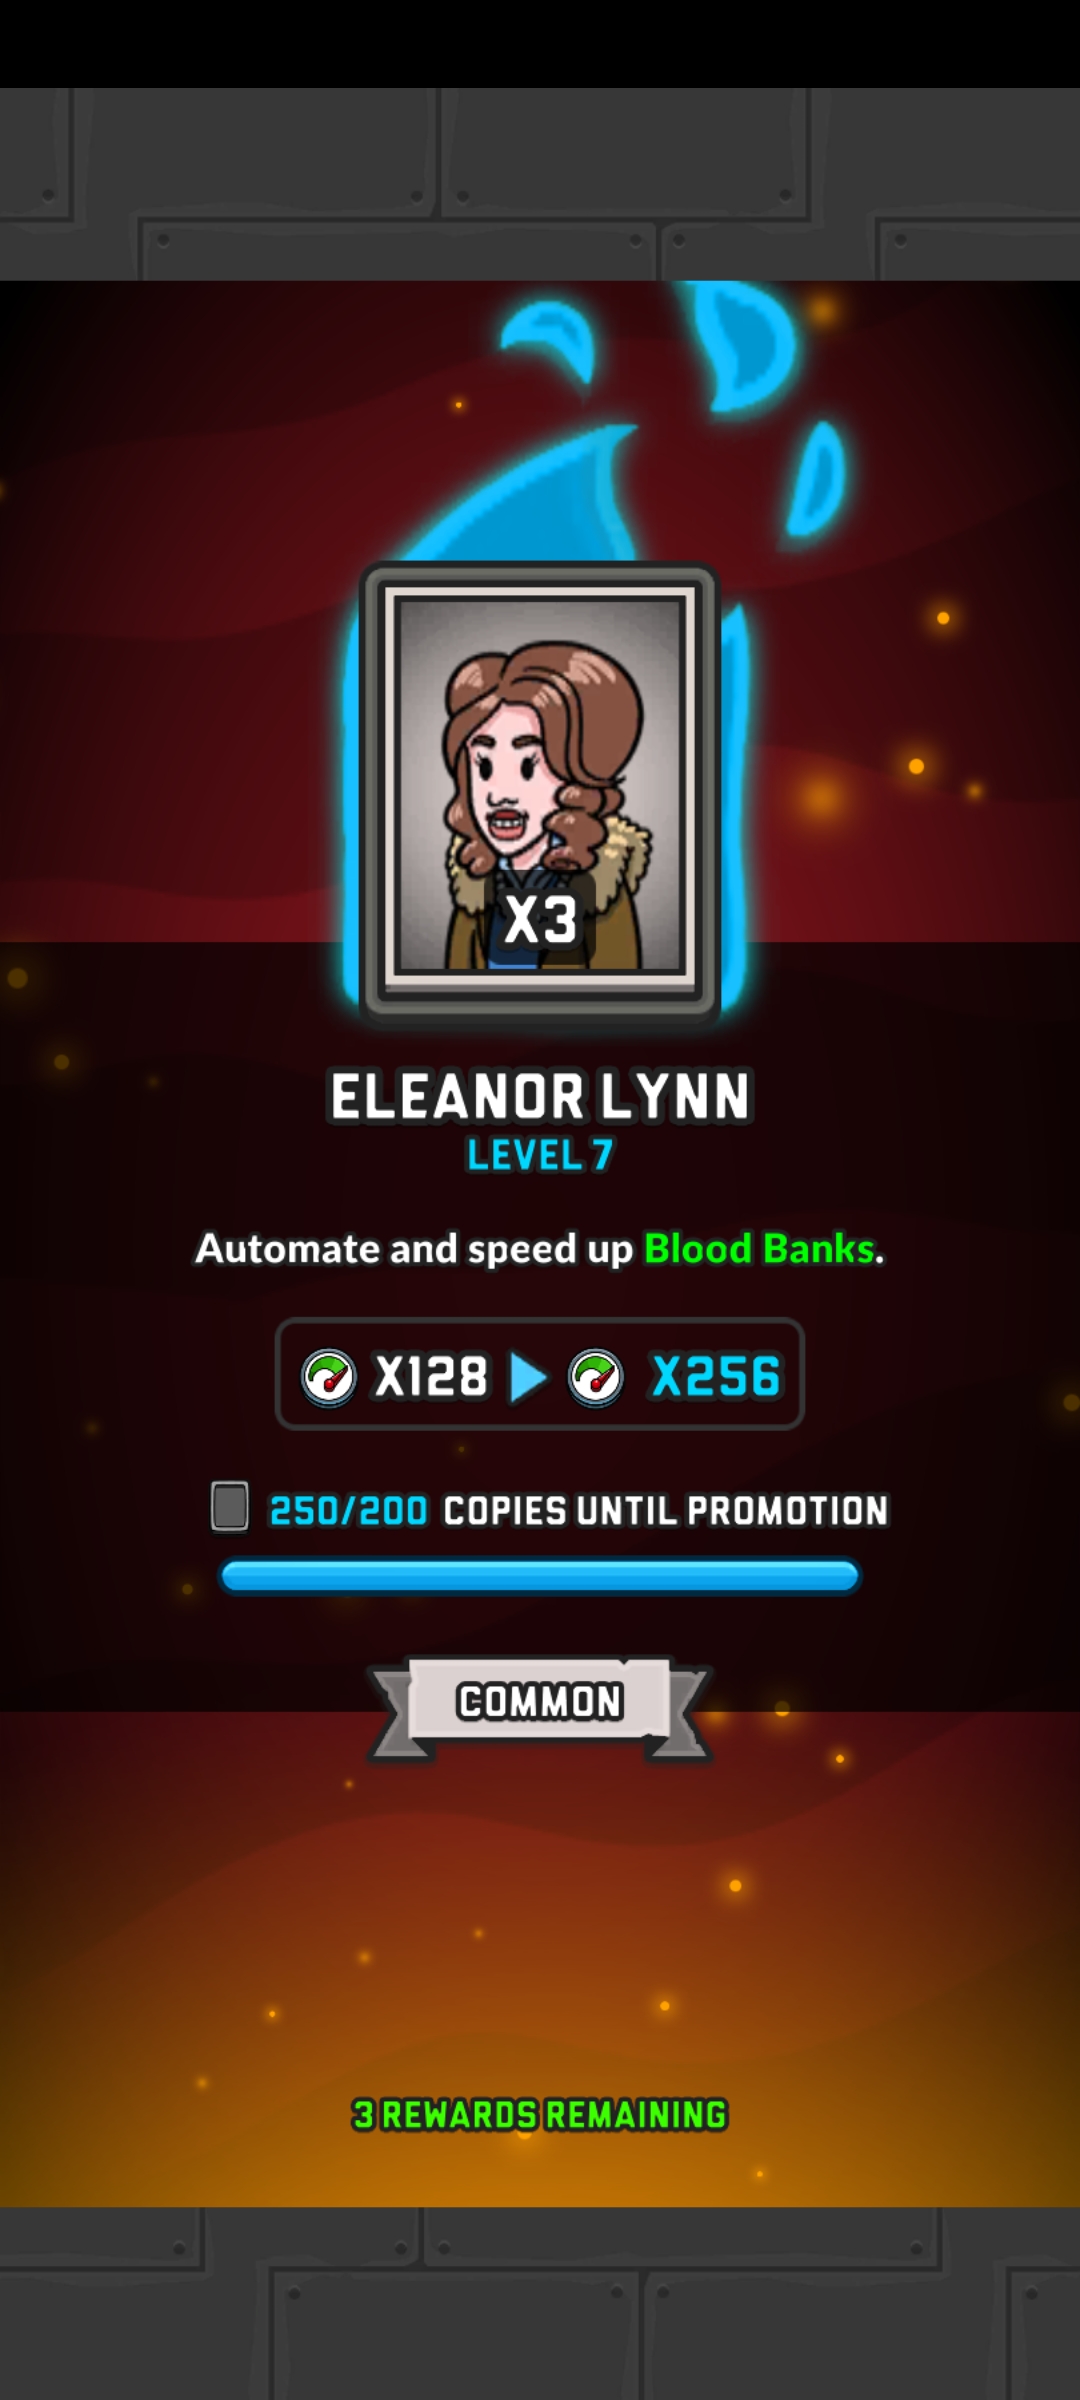 X3
ELEANOR LYNN
LEVEL 7
Automate and speed up Blood Banks.
X128 X256
250/200 COPIES UNTIL PROMOTION
COMMON
3 REWARDS REMAINING